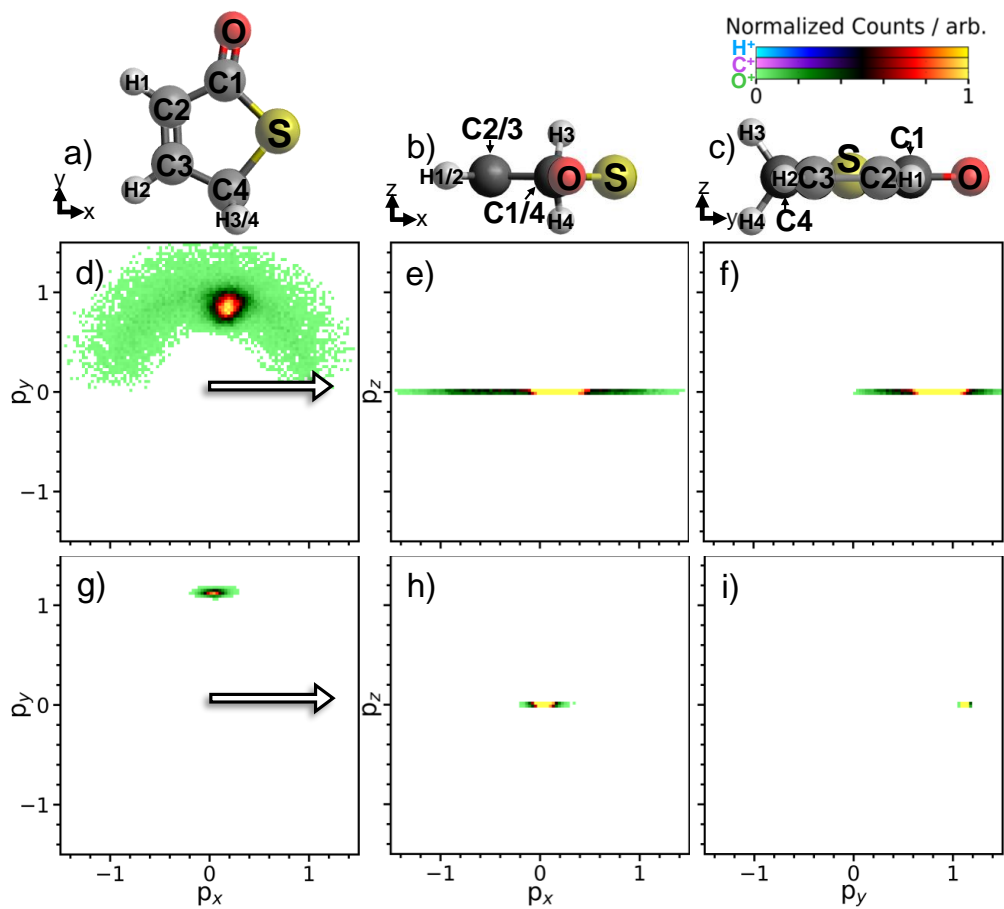 Normalized Counts / arb.
H⁺
C⁺
O⁺
0 1
a)
O
H1
C1
C2
S
C3
H2
C4
H3/4
y
x
b)
C2/3
H3
H1/2
O
S
C1/4
H4
z
x
c)
H3
C1
S
H2
C3
C2
H1
O
H4
C4
z
y
d)
e)
f)
1
0
−1
p_y
p_z
g)
h)
i)
1
0
−1
p_y
p_z
−1 0 1
−1 0 1
−1 0 1
p_x
p_x
p_y